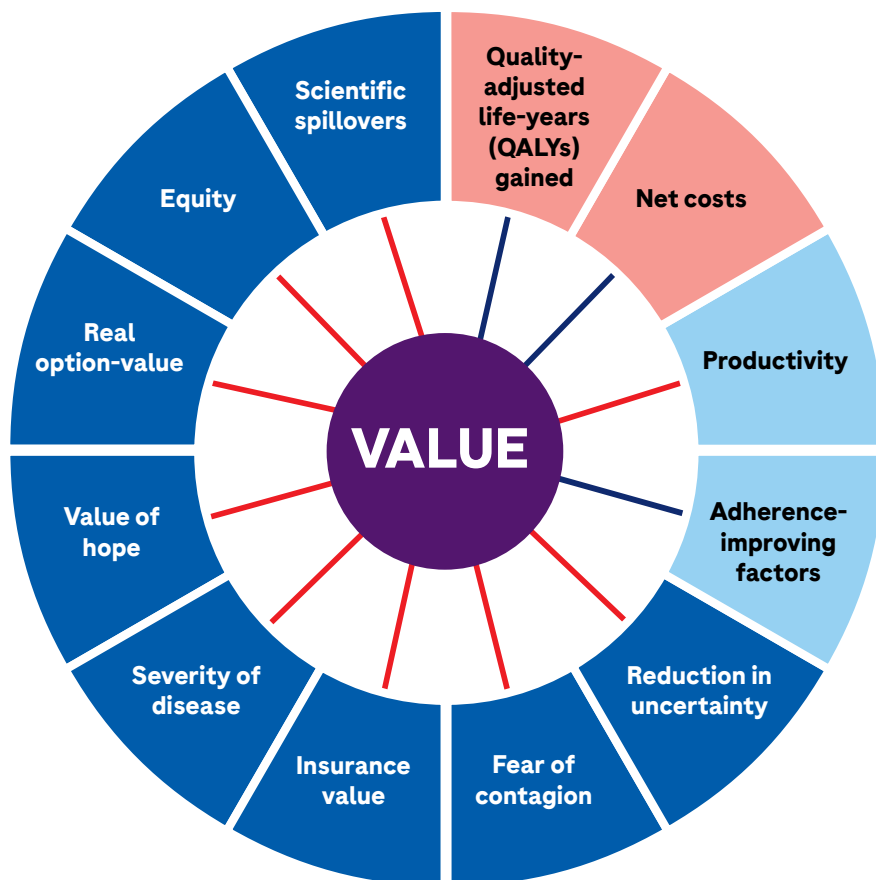 Quality-
adjusted
life-years
(QALYs)
gained
Net costs
Productivity
Adherence-
improving
factors
Reduction in
uncertainty
Fear of
contagion
Insurance
value
Severity of
disease
Value of
hope
Real
option-value
Equity
Scientific
spillovers
VALUE